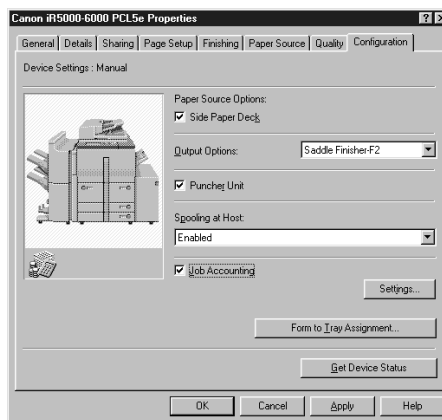 Canon iR5000-6000 PCL5e Properties
General Details Sharing Page Setup Finishing Paper Source Quality Configuration
Device Settings : Manual
Paper Source Options:
Side Paper Deck
Output Options: Saddle Finisher-F2
Puncher Unit
Spooling at Host:
Enabled
Job Accounting
Settings...
Form to Tray Assignment...
Get Device Status
OK Cancel Apply Help